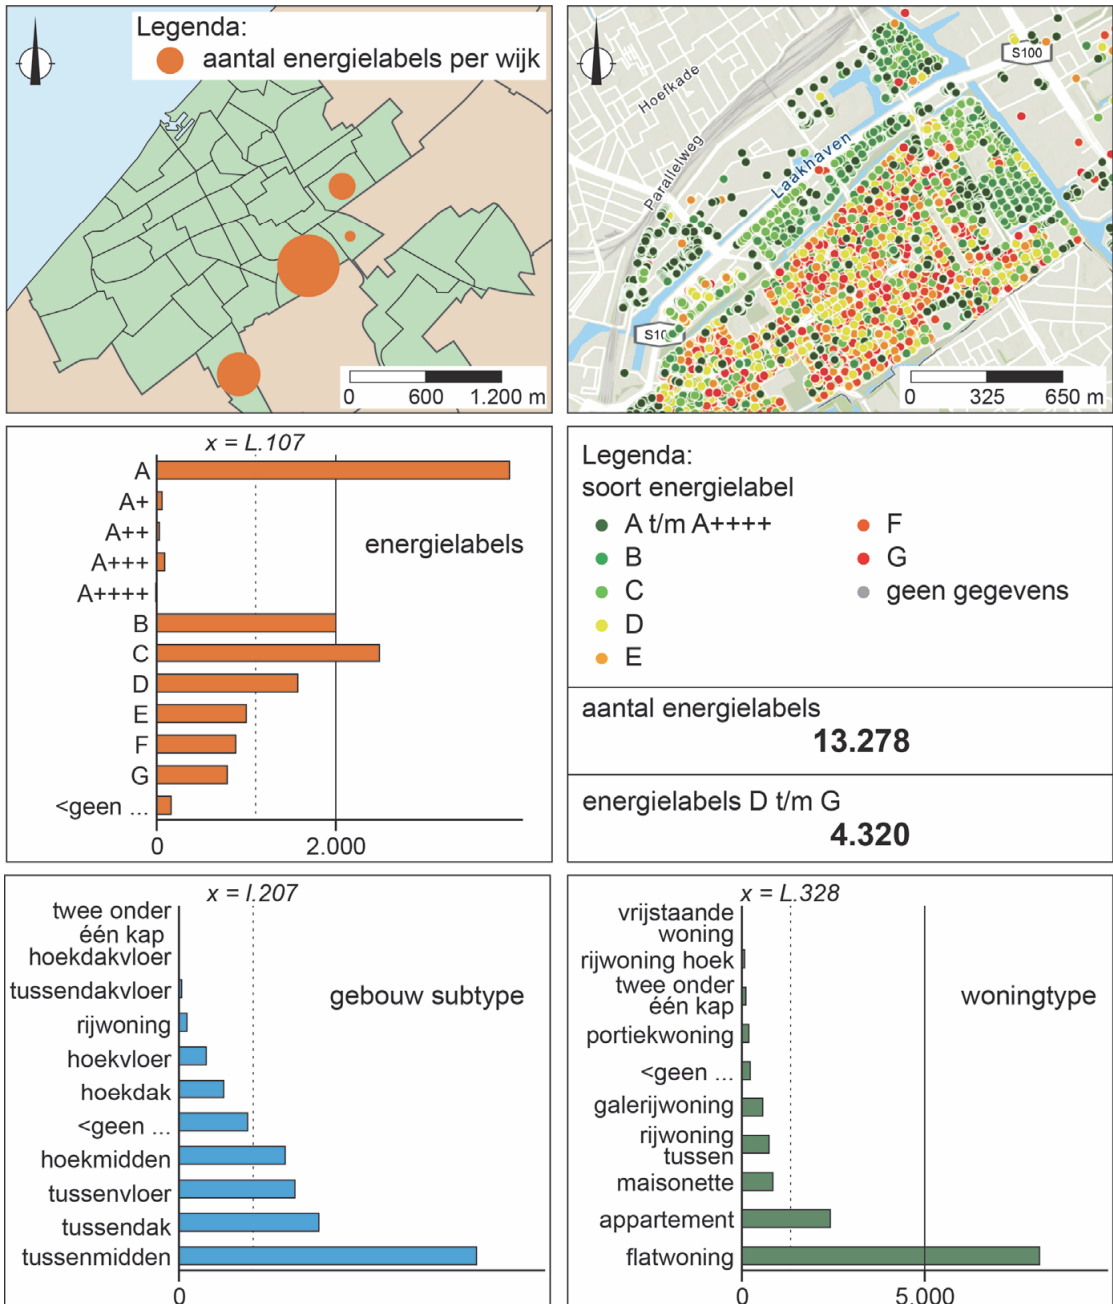 Legenda:
aantal energielabels per wijk
0 600 1.200 m
Hoefkade
Parallelweg
Laakhaven
S100
S10
0 325 650 m
x = L.107
A
A+
A++
A+++
A++++
B
C
D
E
F
G
<geen ...
energielabels
0 2.000
Legenda:
soort energielabel
A t/m A++++
B
C
D
E
F
G
geen gegevens
aantal energielabels
13.278
energielabels D t/m G
4.320
x = l.207
twee onder
één kap
hoekdakvloer
tussendakvloer
rijwoning
hoekvloer
hoekdak
<geen ...
hoekmidden
tussenvloer
tussendak
tussenmidden
gebouw subtype
0
x = L.328
vrijstaande
woning
rijwoning hoek
twee onder
één kap
portiekwoning
<geen ...
galerijwoning
rijwoning
tussen
maisonette
appartement
flatwoning
woningtype
0 5.000